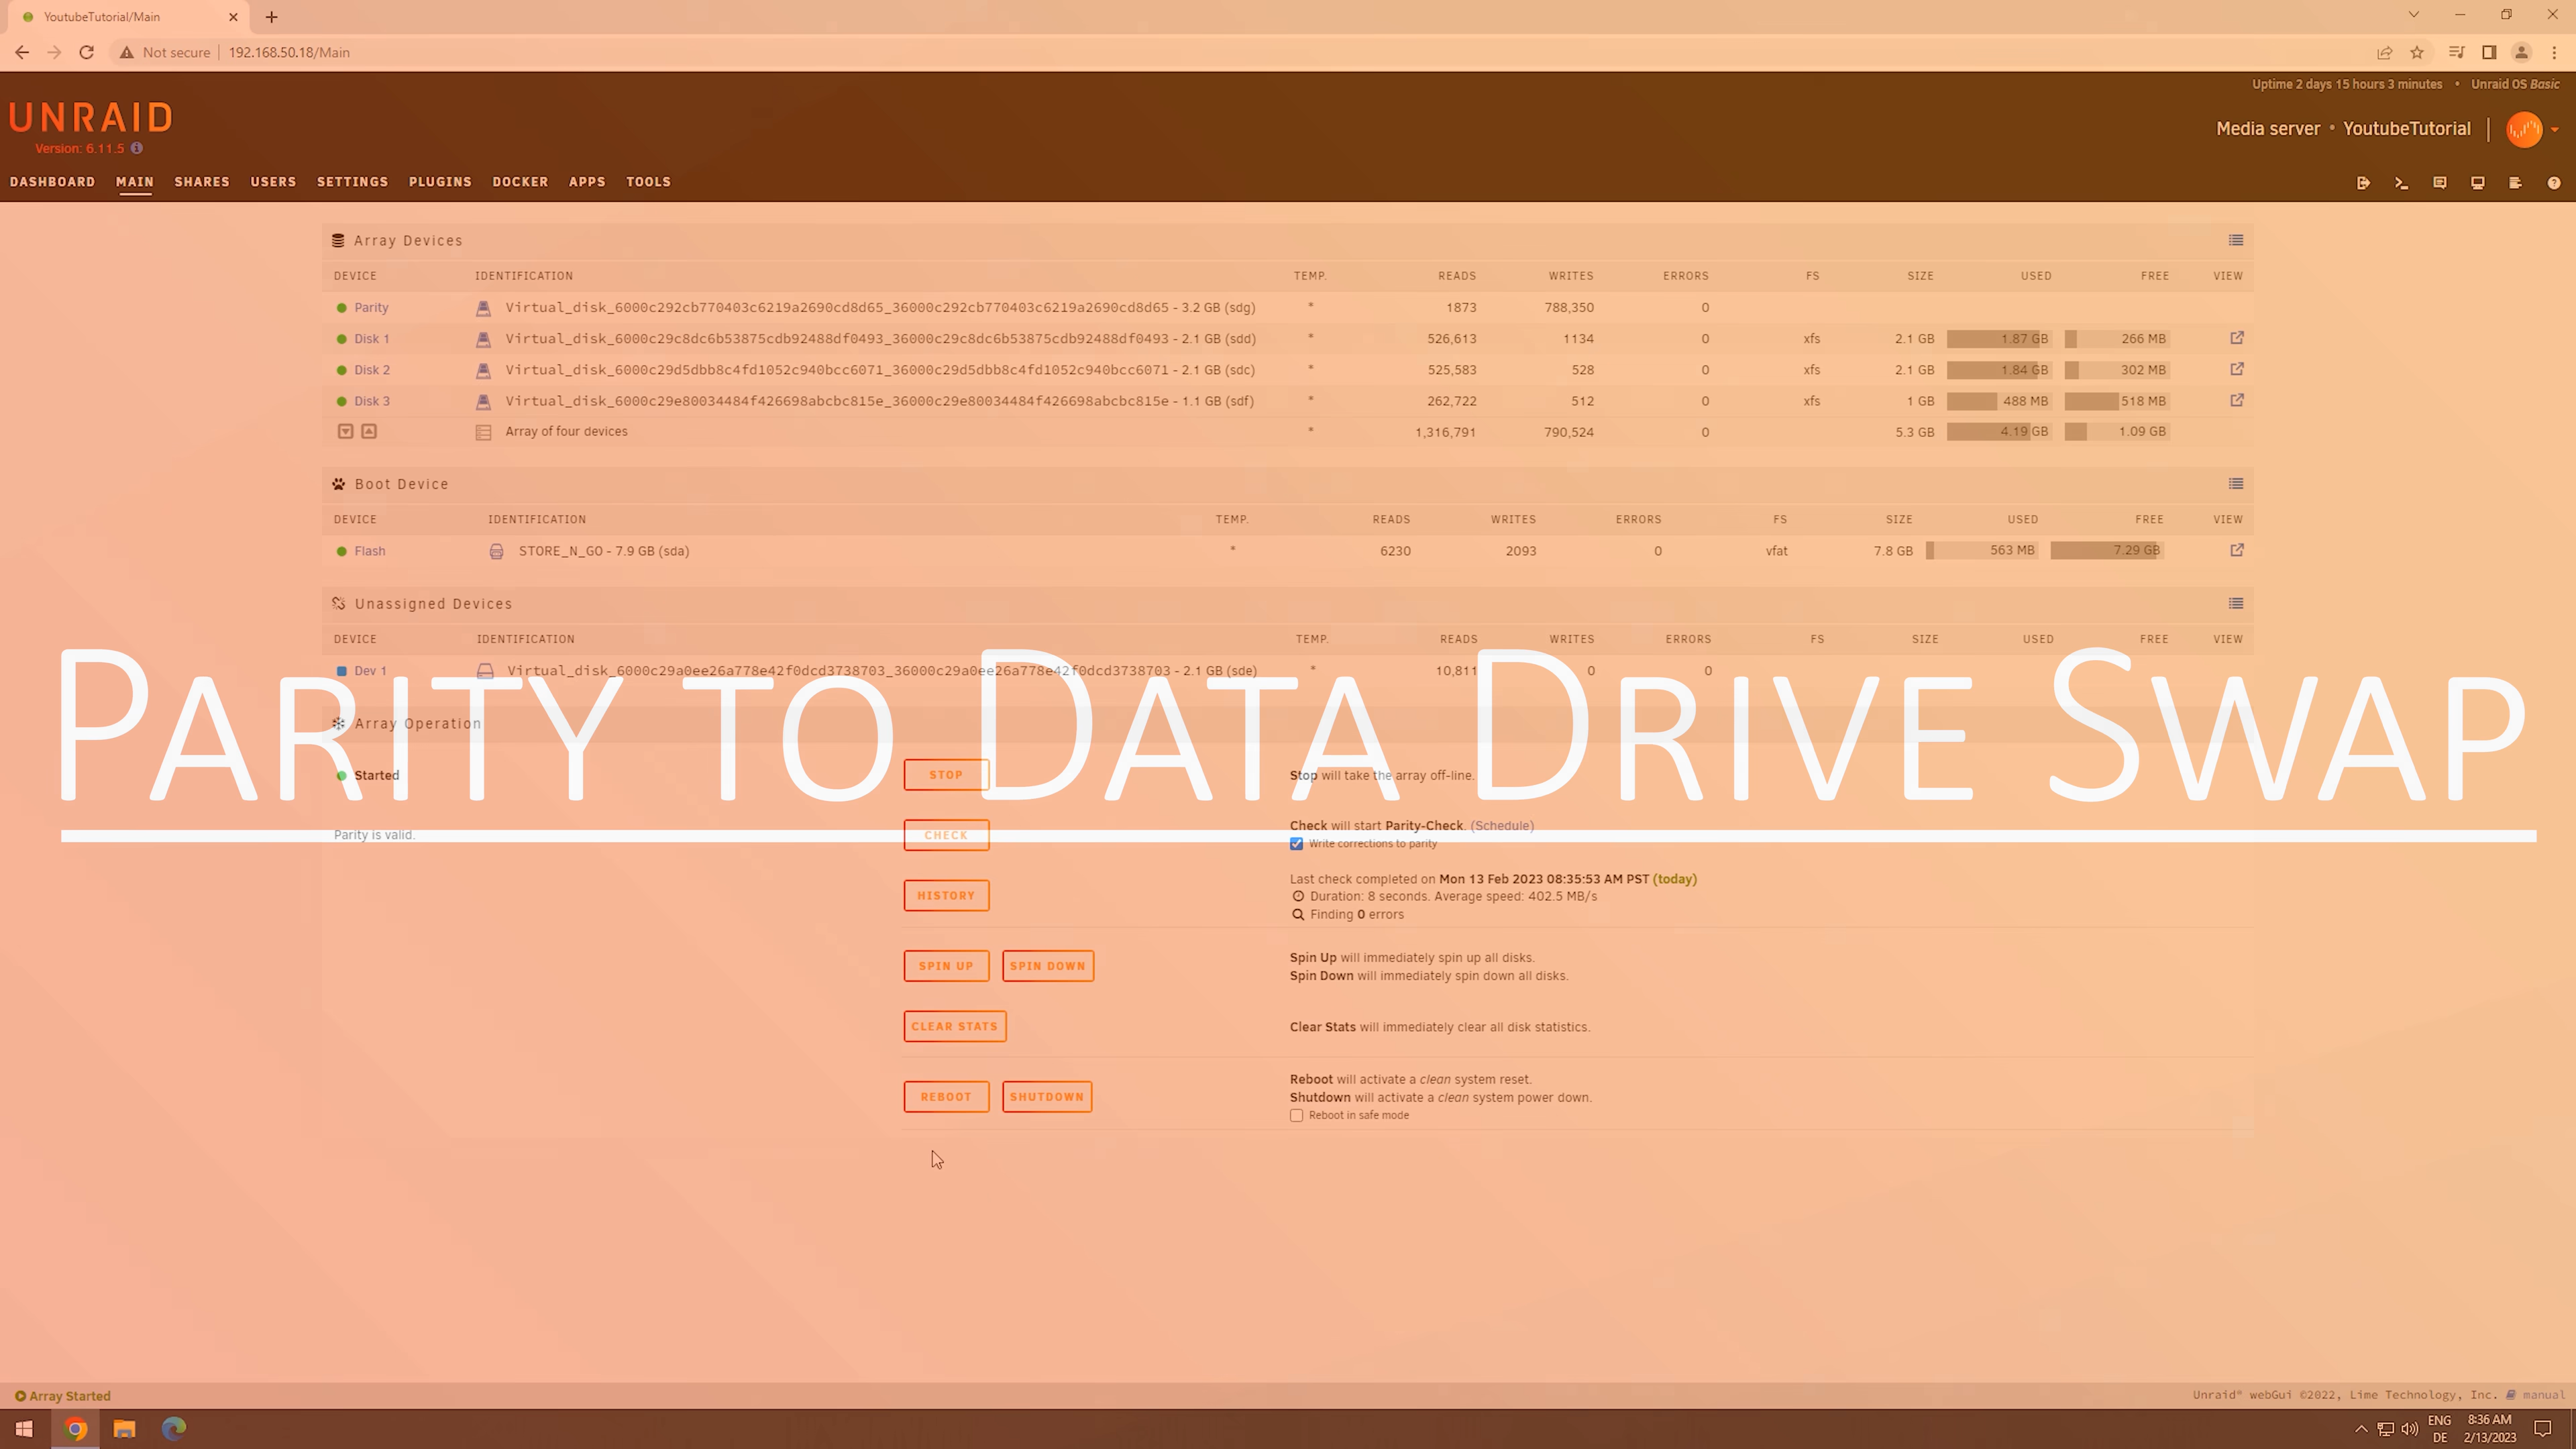 YoutubeTutorial/Main
Not secure 192.168.50.18/Main
Uptime 2 days 15 hours 3 minutes • Unraid OS Basic
UNRAID
Version: 6.11.5
Media server • YoutubeTutorial
DASHBOARD MAIN SHARES USERS SETTINGS PLUGINS DOCKER APPS TOOLS
Array Devices
DEVICE IDENTIFICATION TEMP. READS WRITES ERRORS FS SIZE USED FREE VIEW
Parity Virtual_disk_6000c292cb770403c6219a2690cd8d65_36000c292cb770403c6219a2690cd8d65 - 3.2 GB (sdg) * 1873 788,350 0
Disk 1 Virtual_disk_6000c29c8dc6b53875cdb92488df0493_36000c29c8dc6b53875cdb92488df0493 - 2.1 GB (sdd) * 526,613 1134 0 xfs 2.1 GB 1.87 GB 266 MB
Disk 2 Virtual_disk_6000c29d5dbb8c4fd1052c940bcc6071_36000c29d5dbb8c4fd1052c940bcc6071 - 2.1 GB (sdc) * 525,583 528 0 xfs 2.1 GB 1.84 GB 302 MB
Disk 3 Virtual_disk_6000c29e80034484f426698abcbc815e_36000c29e80034484f426698abcbc815e - 1.1 GB (sdf) * 262,722 512 0 xfs 1 GB 488 MB 518 MB
Array of four devices * 1,316,791 790,524 0 5.3 GB 4.19 GB 1.09 GB
Boot Device
DEVICE IDENTIFICATION TEMP. READS WRITES ERRORS FS SIZE USED FREE VIEW
Flash STORE_N_GO - 7.9 GB (sda) * 6230 2093 0 vfat 7.8 GB 563 MB 7.29 GB
Unassigned Devices
DEVICE IDENTIFICATION TEMP. READS WRITES ERRORS FS SIZE USED FREE VIEW
Dev 1 Virtual_disk_6000c29a0ee26a778e42f0dcd3738703_36000c29a0ee26a778e42f0dcd3738703 - 2.1 GB (sde) * 10,811 0 0
PARITY TO DATA DRIVE SWAP
Array Operation
Started STOP Stop will take the array off-line.
Parity is valid. CHECK Check will start Parity-Check. (Schedule)
Write corrections to parity
HISTORY Last check completed on Mon 13 Feb 2023 08:35:53 AM PST (today)
Duration: 8 seconds. Average speed: 402.5 MB/s
Finding 0 errors
SPIN UP SPIN DOWN Spin Up will immediately spin up all disks.
Spin Down will immediately spin down all disks.
CLEAR STATS Clear Stats will immediately clear all disk statistics.
REBOOT SHUTDOWN Reboot will activate a clean system reset.
Shutdown will activate a clean system power down.
Reboot in safe mode
Array Started
Unraid® webGui ©2022, Lime Technology, Inc. manual
ENG 8:36 AM
DE 2/13/2023